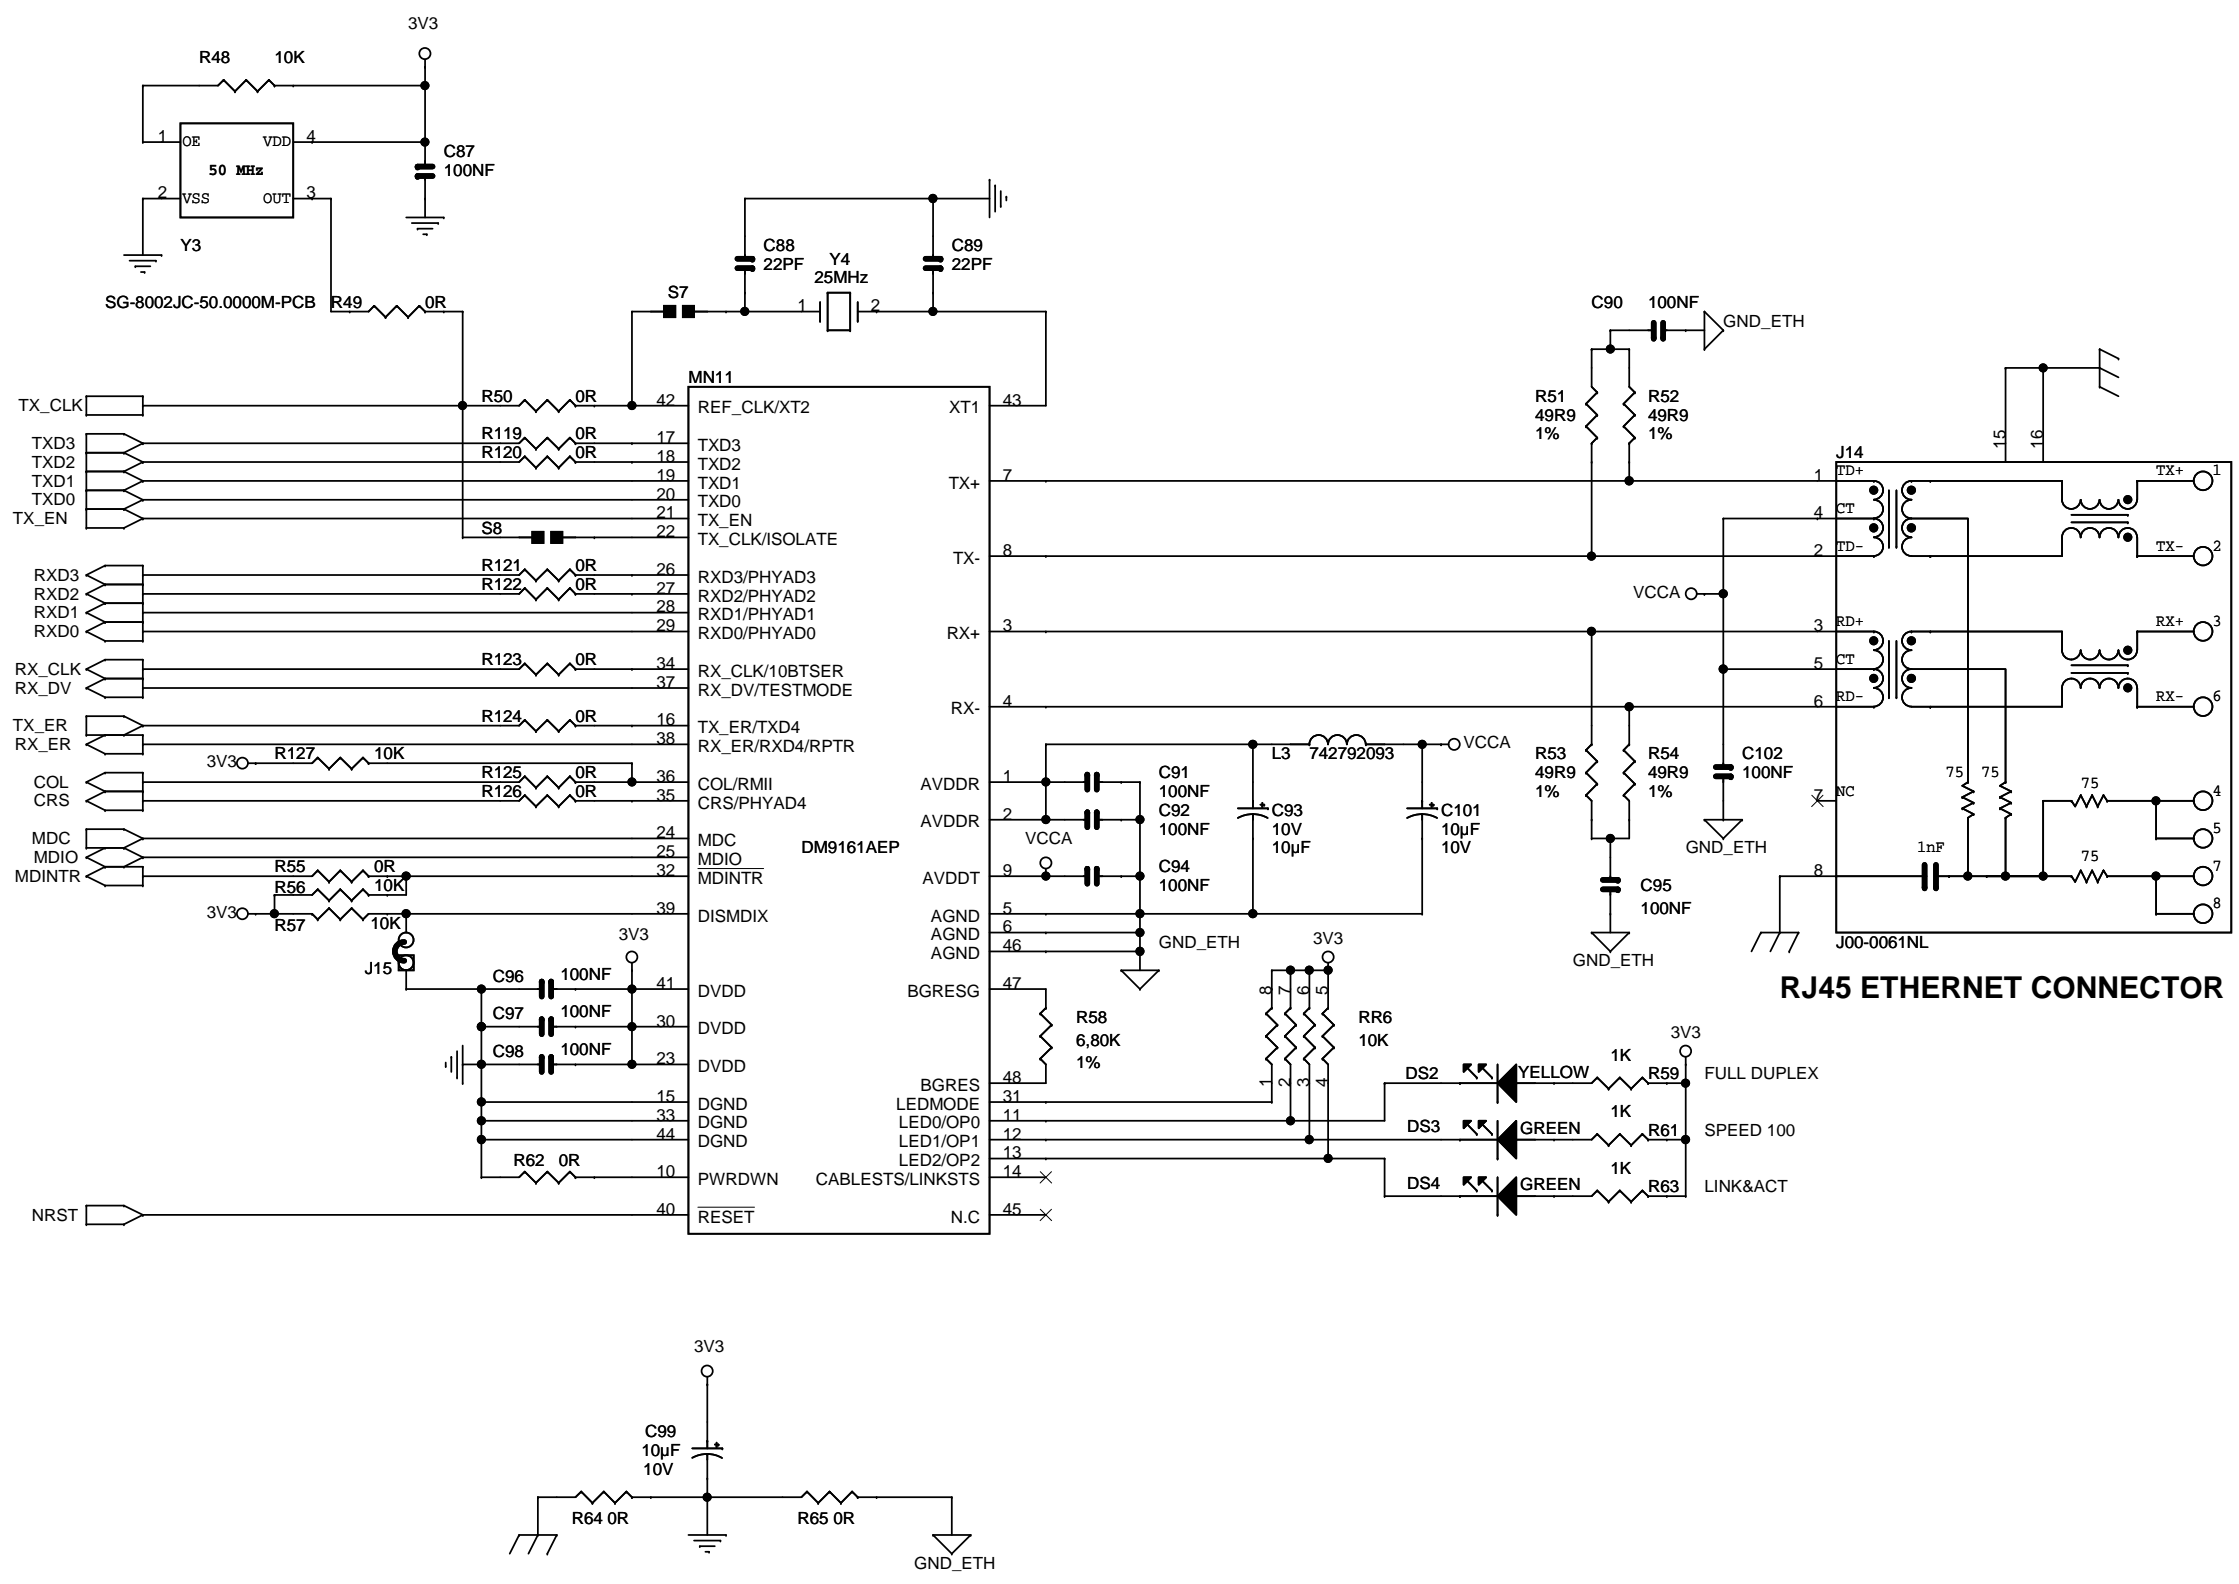 3V3
R48 10K
1 OE VDD 4
50 MHz
2 VSS OUT 3
C87
100NF
Y3
SG-8002JC-50.0000M-PCB R49 0R
C88
22PF
Y4
25MHz
C89
22PF
S7 1 2
C90 100NF
GND_ETH
MN11
TX_CLK R50 0R 42 REF_CLK/XT2 XT1 43
R51
49R9
1%
R52
49R9
1%
TXD3 R119 0R 17 TXD3
TXD2 R120 0R 18 TXD2
TXD1 19 TXD1 TX+ 7
TXD0 20 TXD0
TX_EN 21 TX_EN
S8 22 TX_CLK/ISOLATE
TX- 8
RXD3 R121 0R 26 RXD3/PHYAD3
RXD2 R122 0R 27 RXD2/PHYAD2
RXD1 28 RXD1/PHYAD1
RXD0 29 RXD0/PHYAD0 RX+ 3
RX_CLK R123 0R 34 RX_CLK/10BTSER
RX_DV 37 RX_DV/TESTMODE
RX- 4
TX_ER R124 0R 16 TX_ER/TXD4
RX_ER 38 RX_ER/RXD4/RPTR
3V3 R127 10K
COL R125 0R 36 COL/RMII AVDDR 1
CRS R126 0R 35 CRS/PHYAD4
AVDDR 2
MDC 24 MDC
DM9161AEP
MDIO 25 MDIO
MDINTR R55 0R 32 MDINTR AVDDT 9
R56 10K
3V3 R57 10K 39 DISMDIX AGND 5
AGND 6
AGND 46
J15
3V3
C96 100NF 41 DVDD BGRESG 47
C97 100NF 30 DVDD
C98 100NF 23 DVDD
BGRES 48
15 DGND LEDMODE 31
33 DGND LED0/OP0 11
44 DGND LED1/OP1 12
LED2/OP2 13
R62 0R 10 PWRDWN CABLESTS/LINKSTS 14
NRST 40 RESET N.C 45
L3 742792093 VCCA
C91
100NF
C92
100NF
VCCA
C94
100NF
C93
10V
10µF
C101
10µF
10V
GND_ETH
R58
6,80K
1%
3V3
8 7 6 5
RR6
10K
1 2 3 4
R53
49R9
1%
R54
49R9
1%
C95
100NF
GND_ETH
VCCA
C102
100NF
GND_ETH
15 16
J14
1 TD+ TX+ 1
4 CT
2 TD- TX- 2
3 RD+ RX+ 3
5 CT
6 RD- RX- 6
75 75
7 NC 75 4
5
1nF 75
8 7
8
J00-0061NL
RJ45 ETHERNET CONNECTOR
3V3
DS2 YELLOW 1K R59 FULL DUPLEX
DS3 GREEN 1K R61 SPEED 100
DS4 GREEN 1K R63 LINK&ACT
3V3
C99
10µF
10V
R64 0R R65 0R
GND_ETH